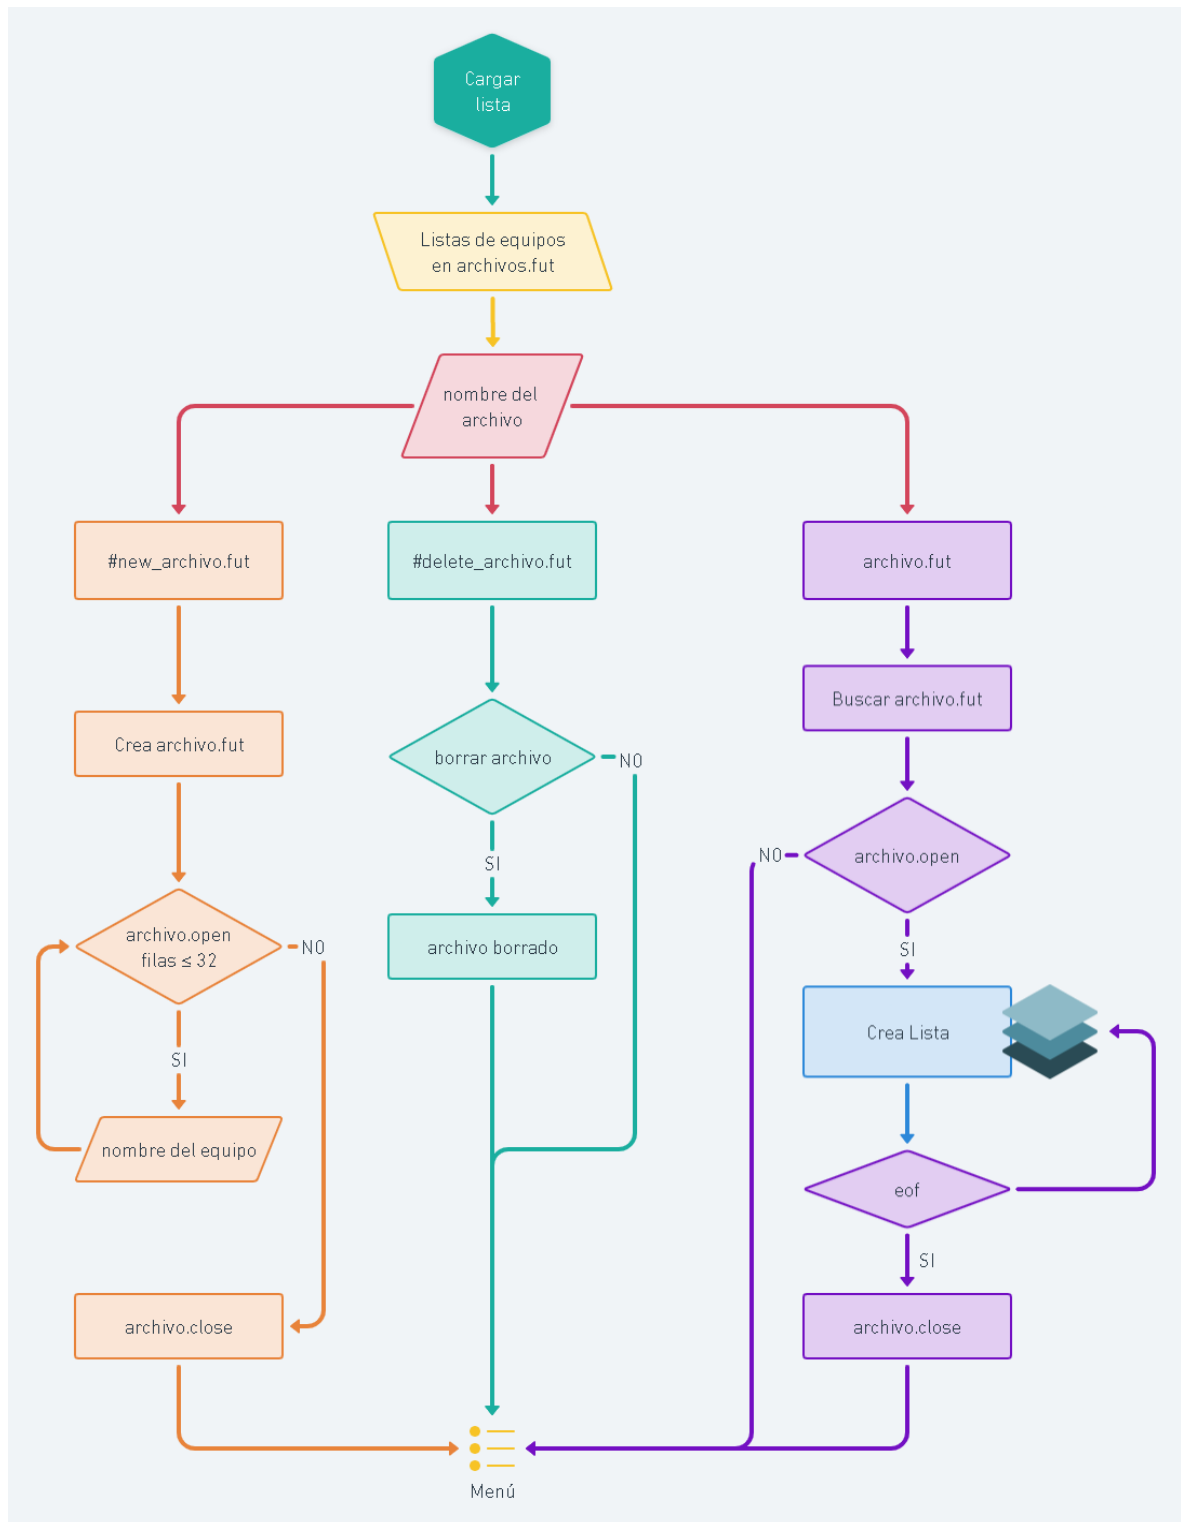 Cargar
lista
Listas de equipos
en archivos.fut
nombre del
archivo
#new_archivo.fut
#delete_archivo.fut
archivo.fut
Buscar archivo.fut
Crea archivo.fut
borrar archivo
NO
archivo.open
NO
SI
archivo.open
filas ≤ 32
NO
archivo borrado
SI
Crea Lista
SI
nombre del equipo
eof
SI
archivo.close
archivo.close
Menú